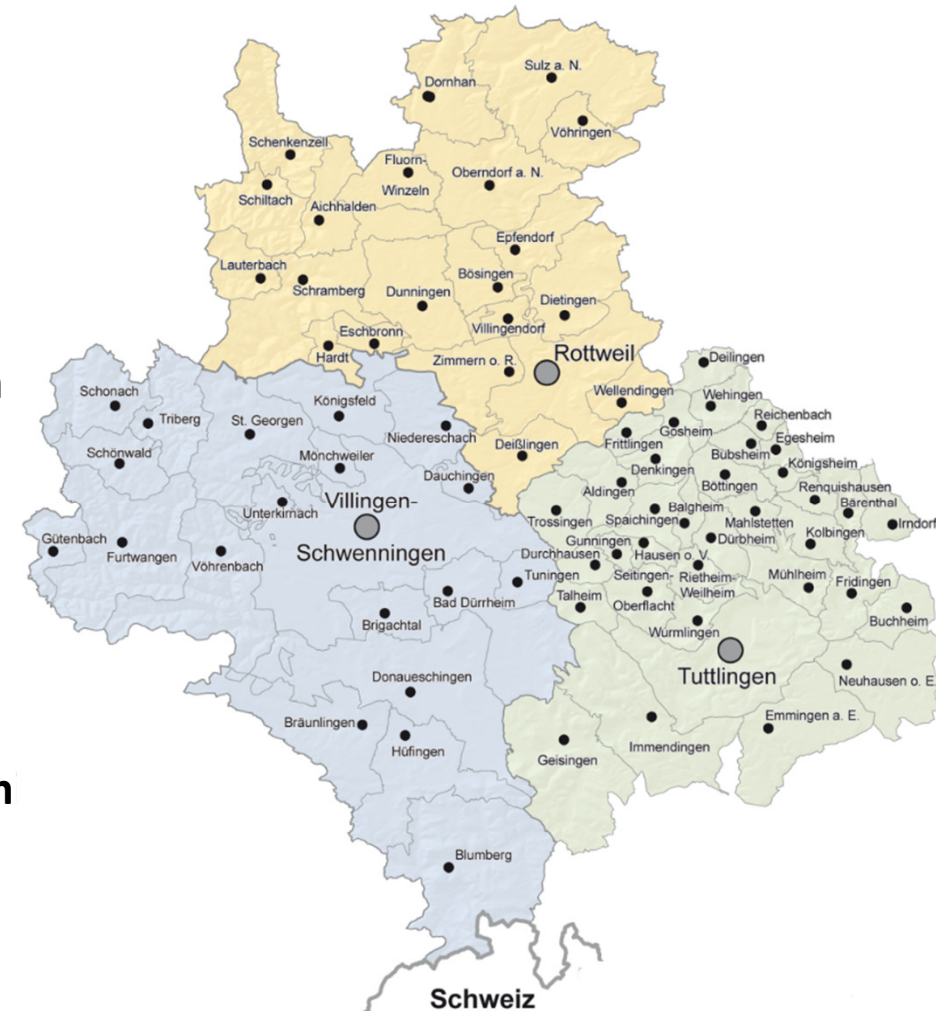 Sulz a. N.
Dornhan
Vöhringen
Schenkenzell
Fluorn-
Winzeln
Oberndorf a. N.
Schiltach
Aichhalden
Epfendorf
Lauterbach
Bösingen
Schramberg
Dunningen
Dietingen
Villingendorf
Eschbronn
Hardt
Zimmern o. R.
Rottweil
Deilingen
Wellendingen
Wehingen
Schonach
Triberg
St. Georgen
Königsfeld
Niedereschach
Deißlingen
Frittlingen
Gosheim
Reichenbach
Egesheim
Bubsheim
Königsheim
Denkingen
Schönwald
Mönchweiler
Dauchingen
Böttingen
Renquishausen
Aldingen
Bärenthal
Unterkirnach
Villingen-
Schwenningen
Trossingen
Spaichingen
Balgheim
Mahlstetten
Irndorf
Kolbingen
Gütenbach
Furtwangen
Vöhrenbach
Gunningen
Dürbheim
Durchhausen
Hausen o. V.
Tuningen
Seitingen-
Oberflacht
Rietheim-
Weilheim
Mühlheim
Fridingen
Bad Dürrheim
Talheim
Buchheim
Brigachtal
Wurmlingen
Tuttlingen
Donaueschingen
Neuhausen o. E.
Bräunlingen
Hüfingen
Emmingen a. E.
Geisingen
Immendingen
Blumberg
Schweiz